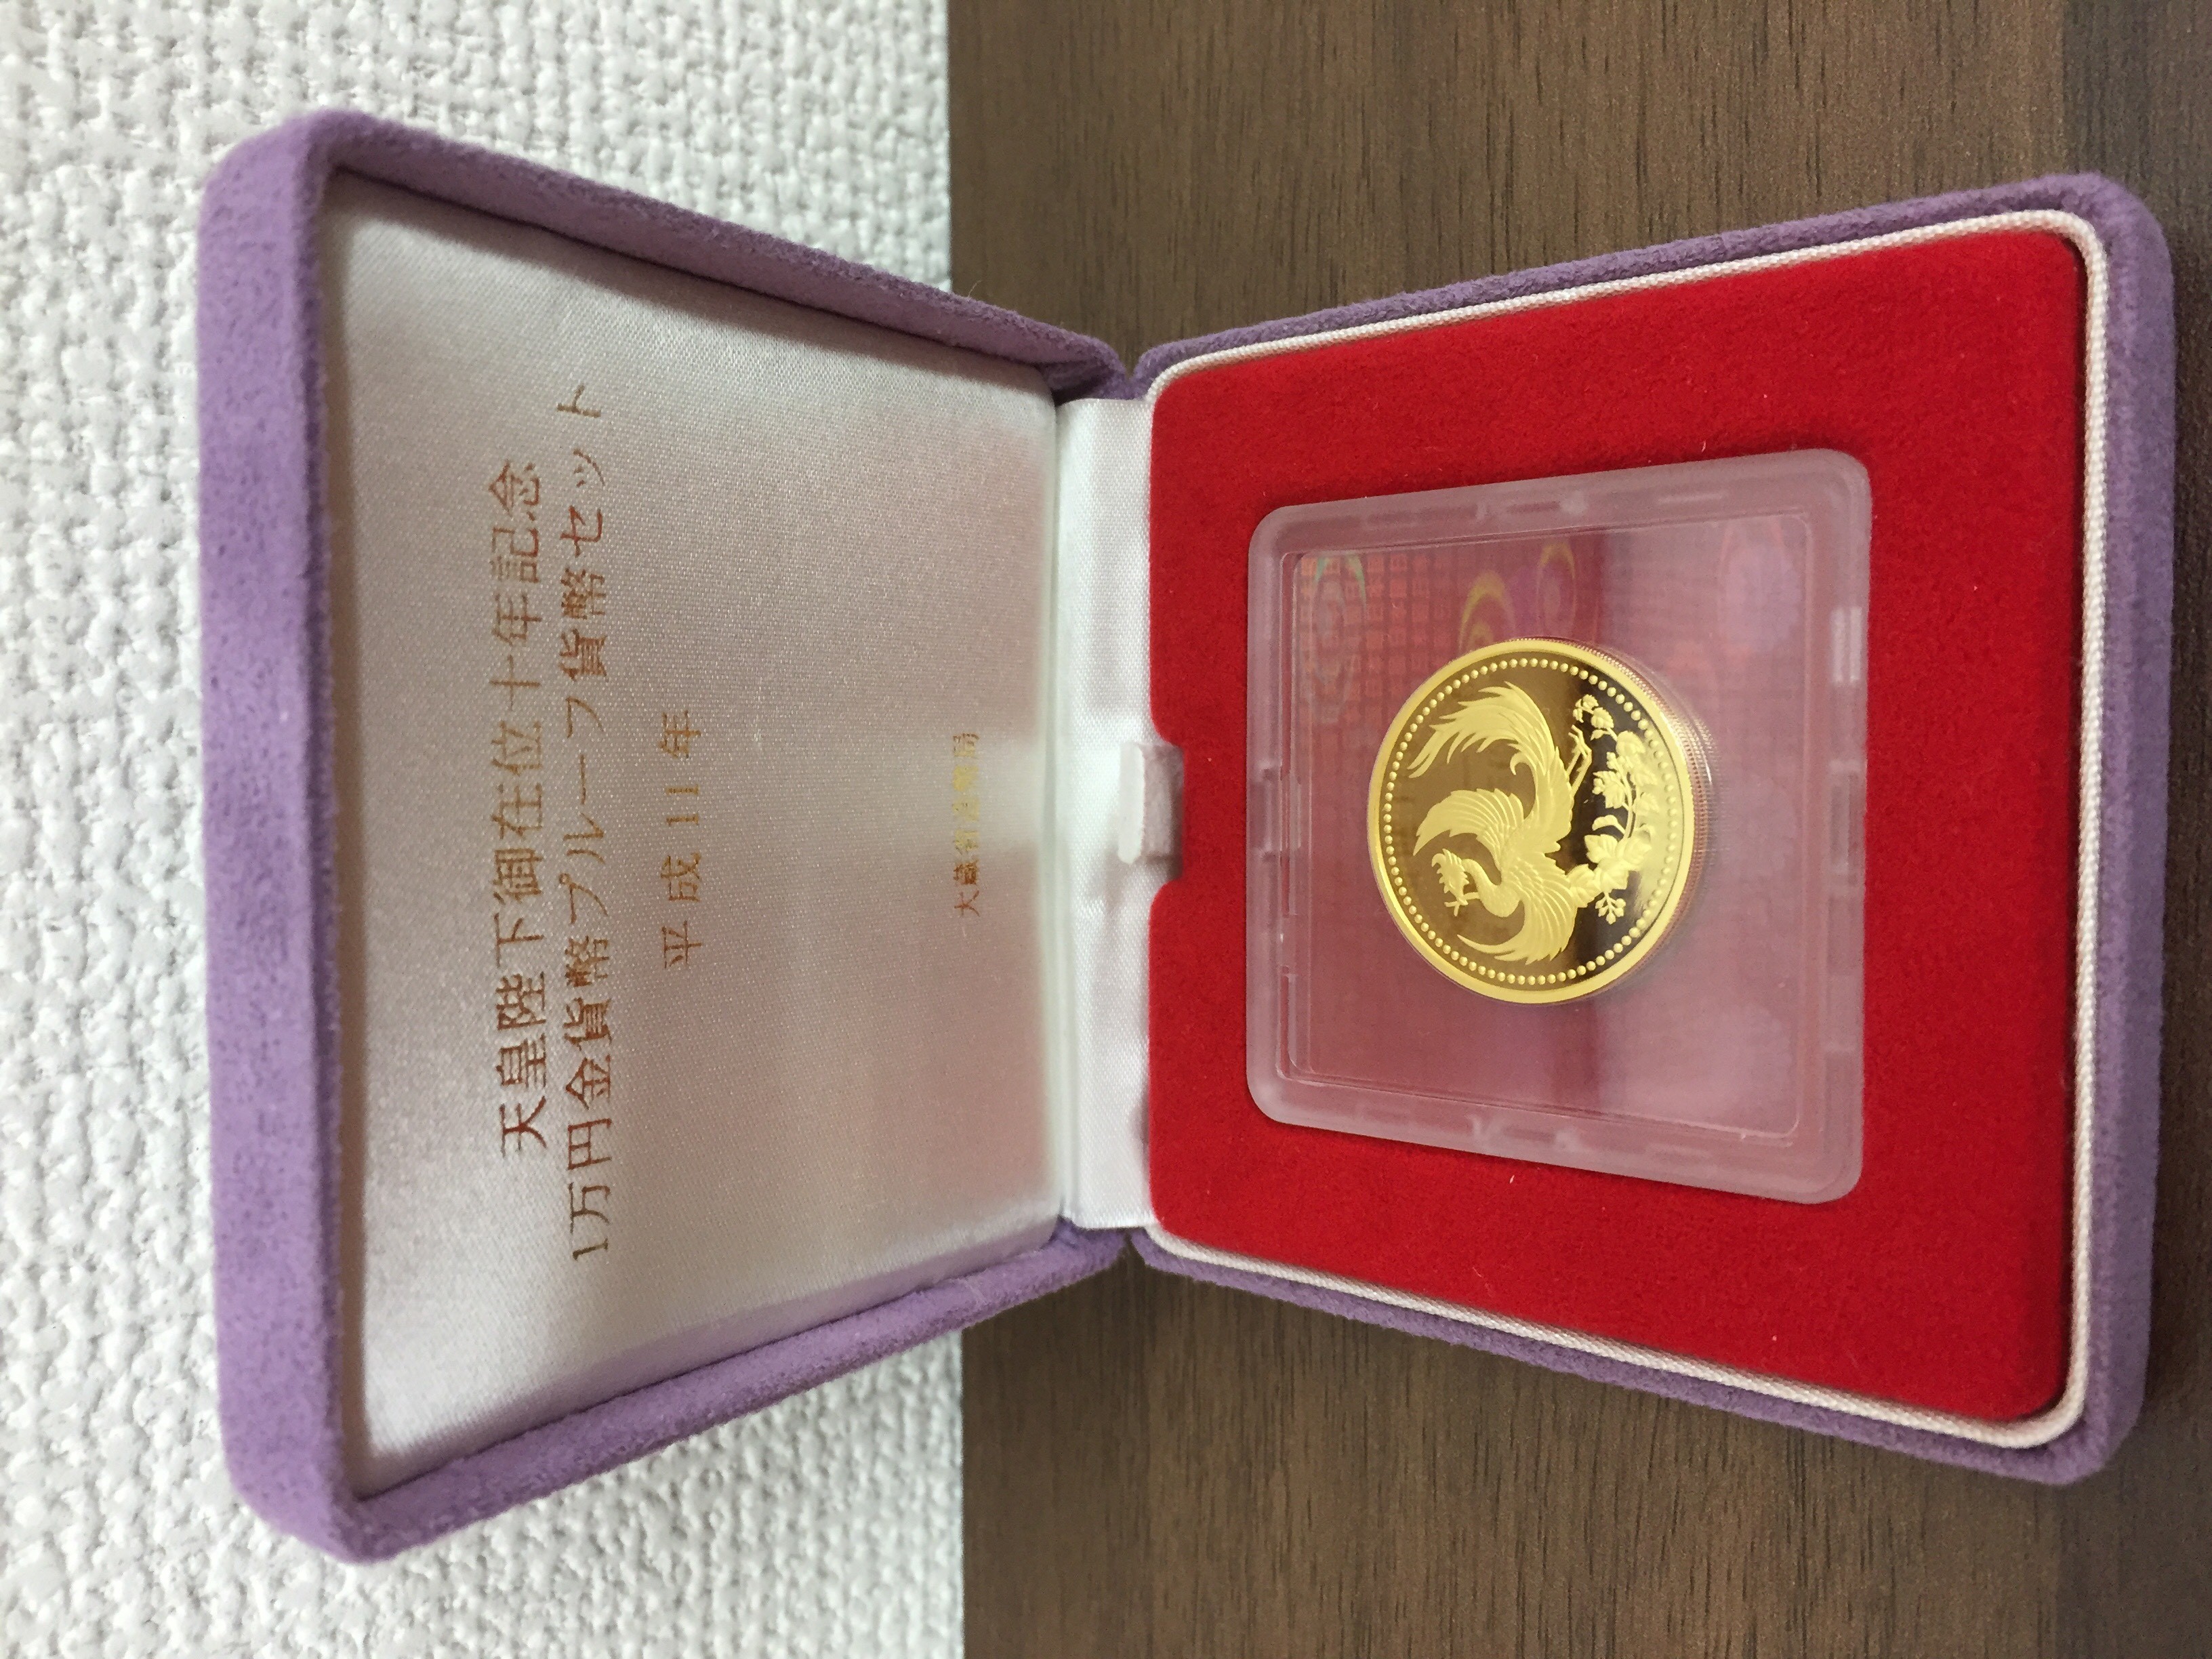 天皇陛下御在位十年記念
1万円金貨幣プルーフ貨幣セット
平成11年
大蔵省造幣局